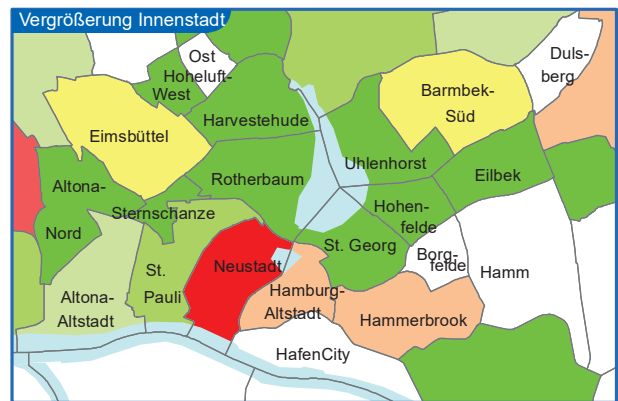 Vergrößerung Innenstadt
Ost
Hoheluft-
West
Duls-
berg
Barmbek-
Süd
Eimsbüttel
Harvestehude
Uhlenhorst
Eilbek
Rotherbaum
Altona-
Nord
Sternschanze
Hohen-
felde
St. Georg
Borg-
felde
Hamm
St.
Pauli
Neustadt
Altona-
Altstadt
Hamburg-
Altstadt
Hammerbrook
HafenCity